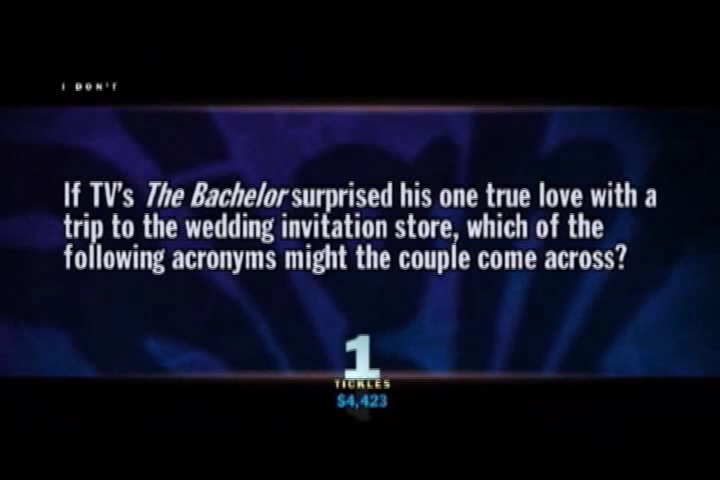 I DON'T
If TV's The Bachelor surprised his one true love with a
trip to the wedding invitation store, which of the
following acronyms might the couple come across?
1
TICKLES
$4,423